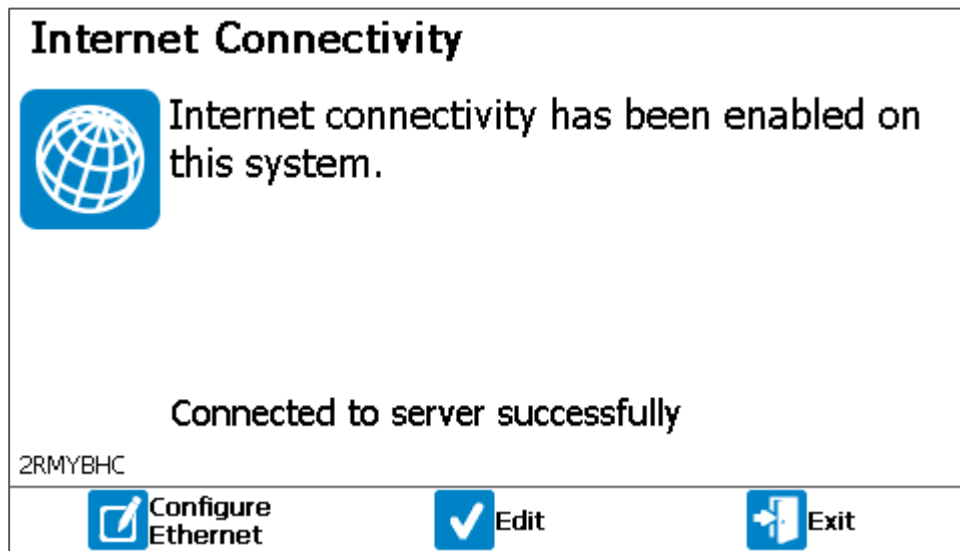 Internet Connectivity
Internet connectivity has been enabled on
this system.
Connected to server successfully
2RMYBHC
Configure
Ethernet
Edit
Exit